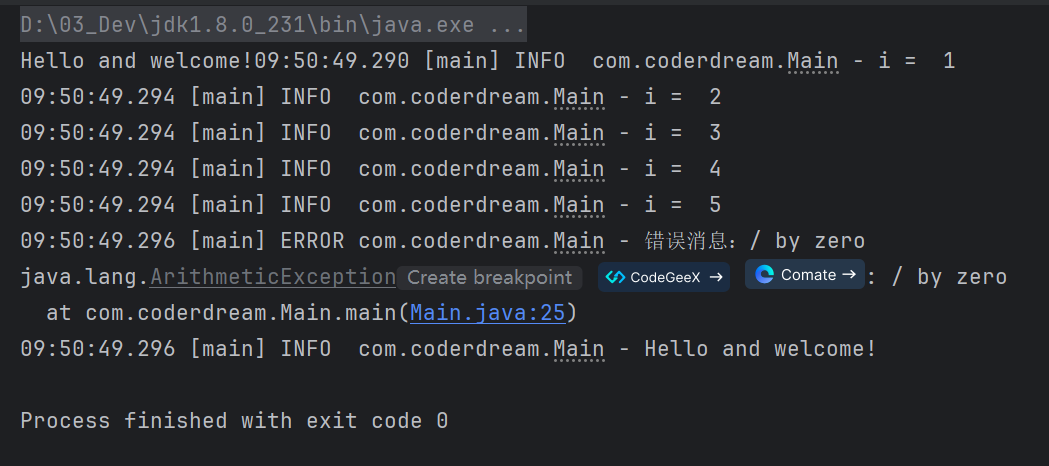 D:\03_Dev\jdk1.8.0_231\bin\java.exe ...
Hello and welcome!09:50:49.290 [main] INFO  com.coderdream.Main - i =  1
09:50:49.294 [main] INFO  com.coderdream.Main - i =  2
09:50:49.294 [main] INFO  com.coderdream.Main - i =  3
09:50:49.294 [main] INFO  com.coderdream.Main - i =  4
09:50:49.294 [main] INFO  com.coderdream.Main - i =  5
09:50:49.296 [main] ERROR com.coderdream.Main - 错误消息：/ by zero
java.lang.ArithmeticException Create breakpoint CodeGeeX → Comate → : / by zero
  at com.coderdream.Main.main(Main.java:25)
09:50:49.296 [main] INFO  com.coderdream.Main - Hello and welcome!
Process finished with exit code 0